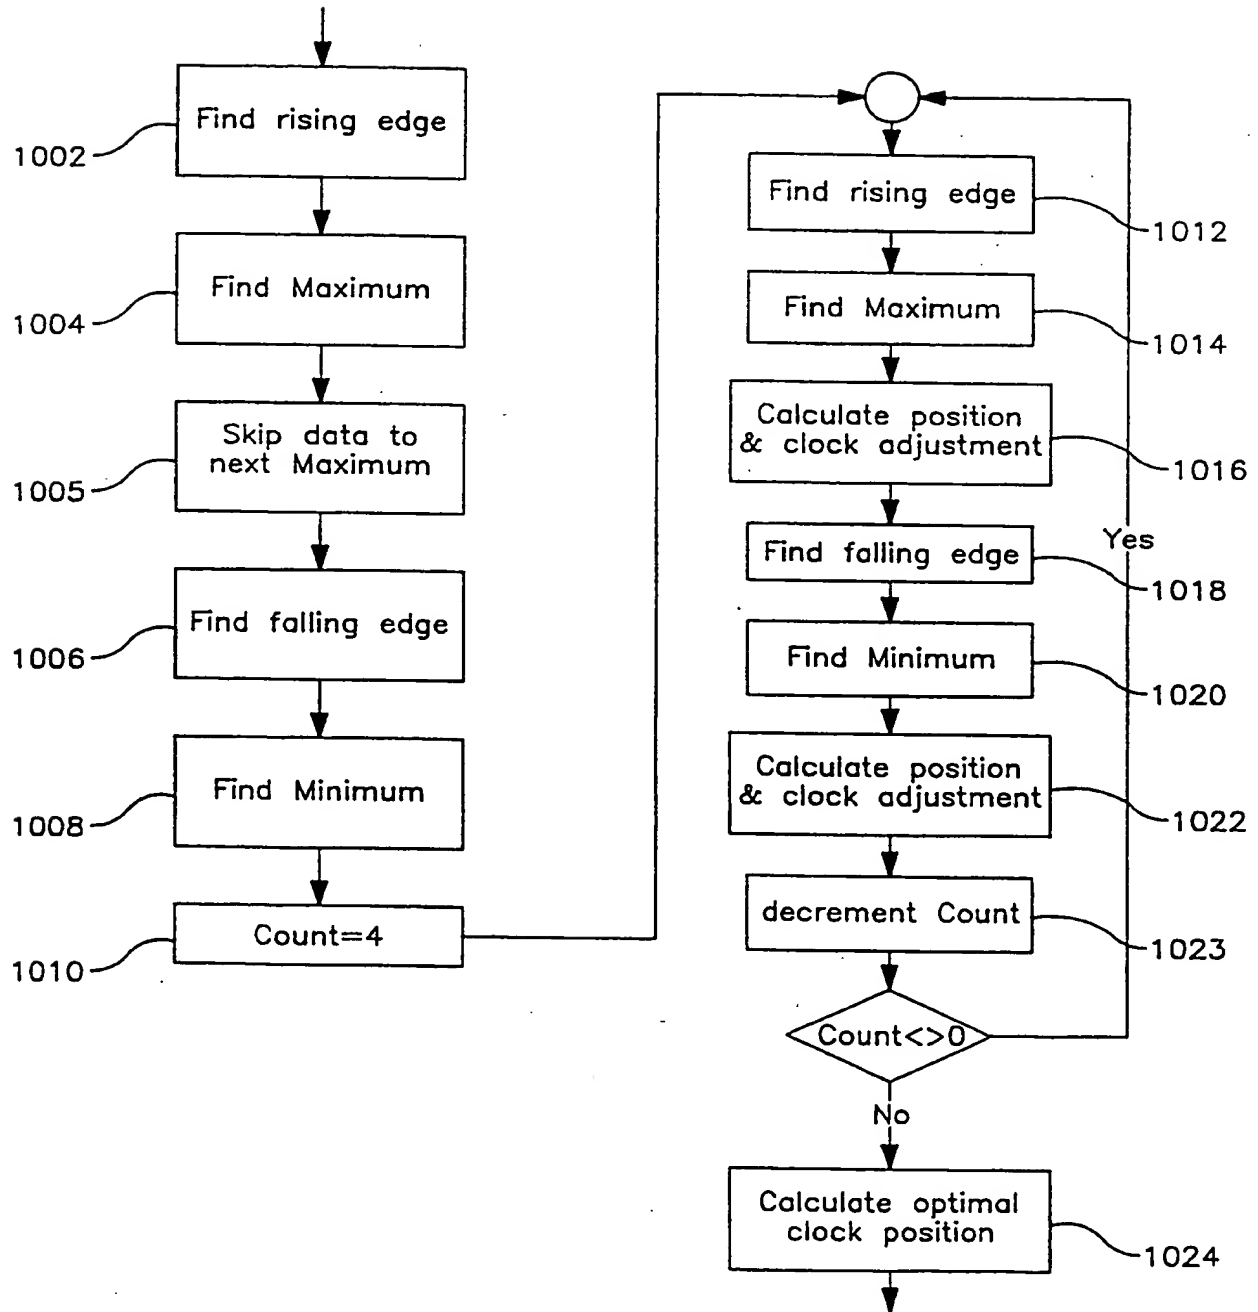 Find rising edge
1002
Find Maximum
1004
Skip data to
next Maximum
1005
Find falling edge
1006
Find Minimum
1008
Count=4
1010
Find rising edge
1012
Find Maximum
1014
Calculate position
& clock adjustment
1016
Find falling edge
1018
Yes
Find Minimum
1020
Calculate position
& clock adjustment
1022
decrement Count
1023
Count<>0
No
Calculate optimal
clock position
1024